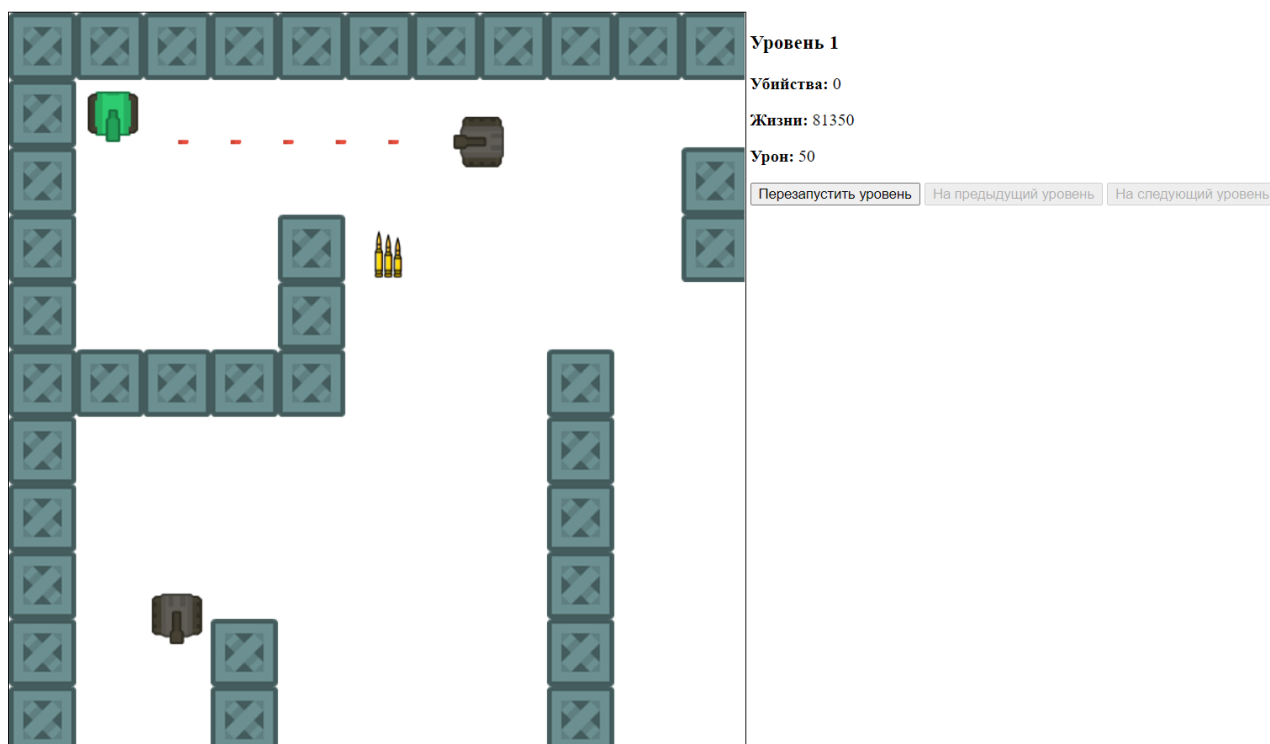 Уровень 1
Убийства: 0
Жизни: 81350
Урон: 50
Перезапустить уровень На предыдущий уровень На следующий уровень